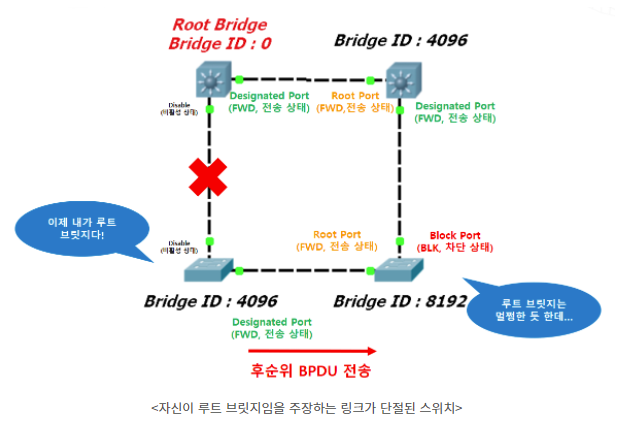 Root Bridge
Bridge ID : 0
Bridge ID : 4096
Disable
(비활성 상태)
Designated Port
(FWD, 전송 상태)
Root Port
(FWD,전송 상태)
Designated Port
(FWD, 전송 상태)
이제 내가 루트
브릿지다!
Disable
(비활성 상태)
Root Port
(FWD, 전송 상태)
Block Port
(BLK, 차단 상태)
Bridge ID : 4096
Bridge ID : 8192
루트 브릿지는
멀쩡한 듯 한데...
Designated Port
(FWD, 전송 상태)
후순위 BPDU 전송
<자신이 루트 브릿지임을 주장하는 링크가 단절된 스위치>